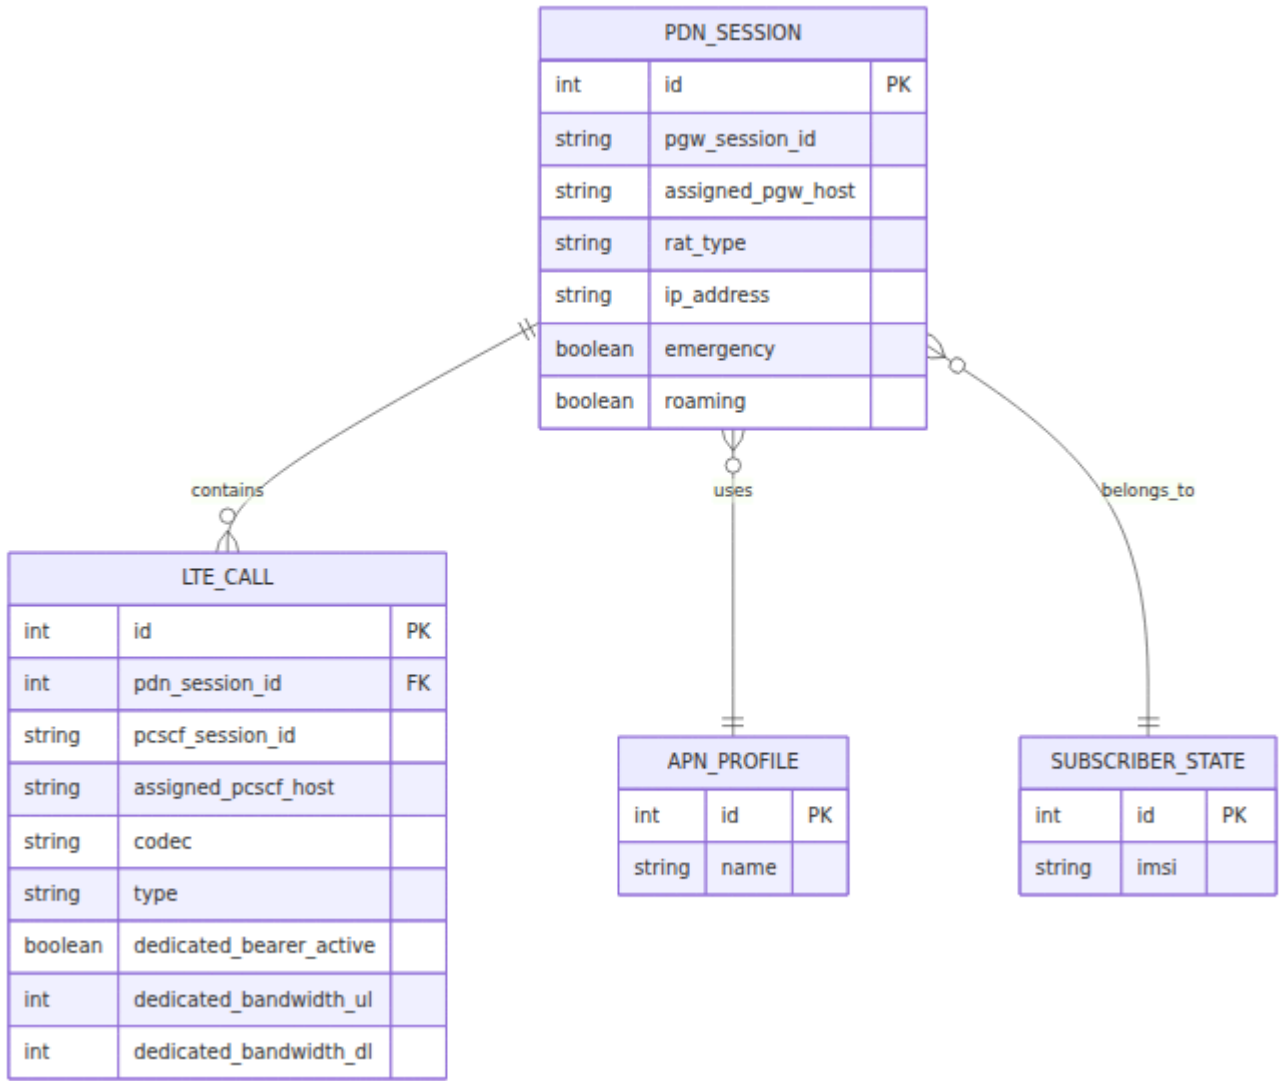 PDN_SESSION
int id PK
string pgw_session_id
string assigned_pgw_host
string rat_type
string ip_address
boolean emergency
boolean roaming
contains
uses
belongs_to
LTE_CALL
int id PK
int pdn_session_id FK
string pcscf_session_id
string assigned_pcscf_host
string codec
string type
boolean dedicated_bearer_active
int dedicated_bandwidth_ul
int dedicated_bandwidth_dl
APN_PROFILE
int id PK
string name
SUBSCRIBER_STATE
int id PK
string imsi